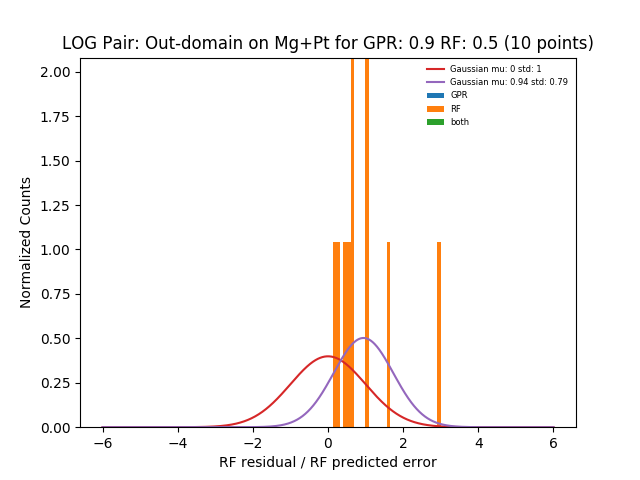 LOG Pair: Out-domain on Mg+Pt for GPR: 0.9 RF: 0.5 (10 points)
Gaussian mu: 0 std: 1
Gaussian mu: 0.94 std: 0.79
GPR
RF
both
Normalized Counts
2.00
1.75
1.50
1.25
1.00
0.75
0.50
0.25
0.00
−6 −4 −2 0 2 4 6
RF residual / RF predicted error